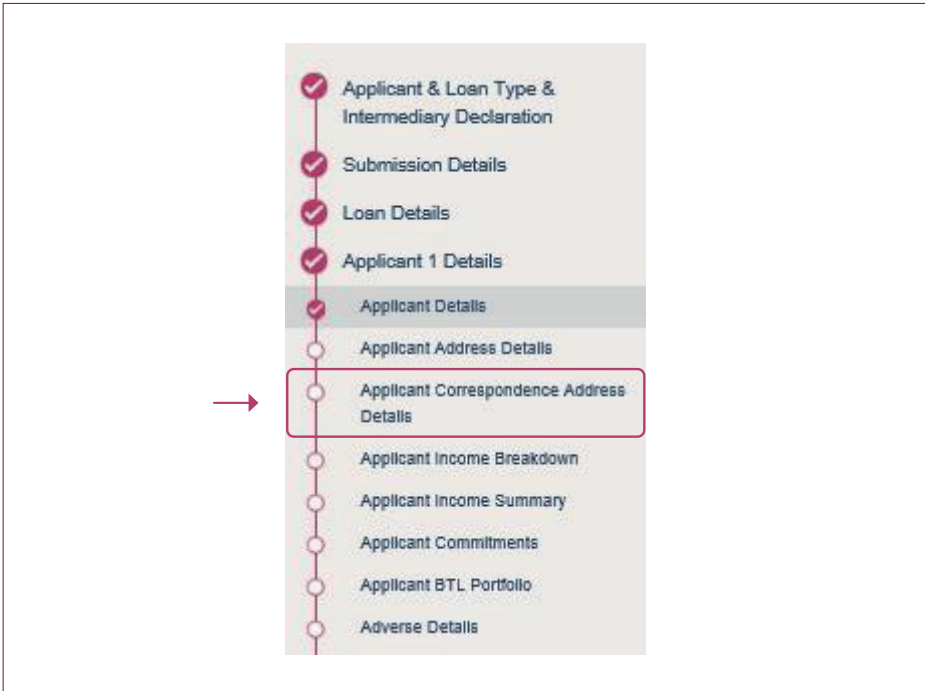 Applicant & Loan Type &
Intermediary Declaration
Submission Details
Loan Details
Applicant 1 Details
Applicant Details
Applicant Address Details
Applicant Correspondence Address
Details
Applicant Income Breakdown
Applicant Income Summary
Applicant Commitments
Applicant BTL Portfolio
Adverse Details